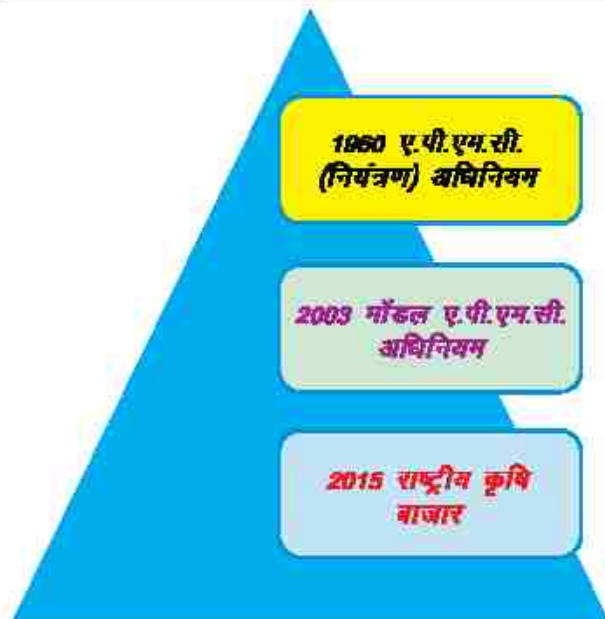 1960 ए.पी.एम.सी.
(नियंत्रण) अधिनियम
2003 मॉडल ए.पी.एम.सी.
अधिनियम
2015 राष्ट्रीय कृषि
बाजार